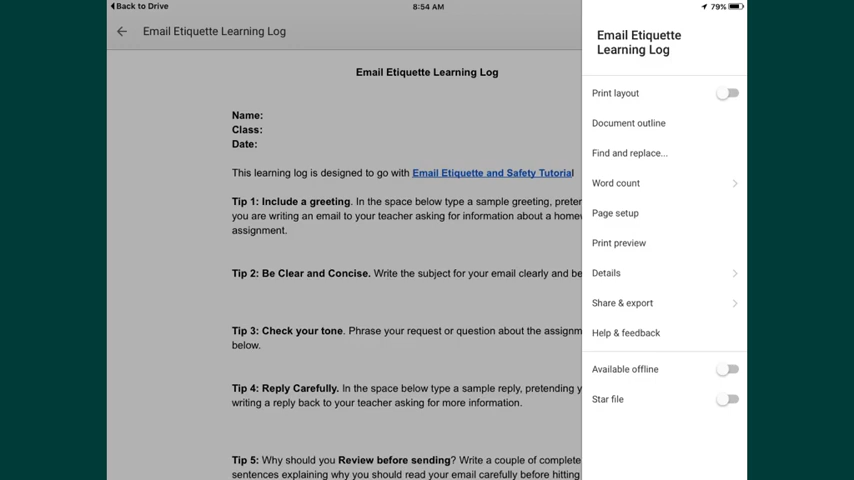 Back to Drive
8:54 AM
79%
Email Etiquette Learning Log
Email Etiquette Learning Log
Name:
Class:
Date:
This learning log is designed to go with Email Etiquette and Safety Tutorial
Tip 1: Include a greeting. In the space below type a sample greeting, preten
you are writing an email to your teacher asking for information about a home
assignment.
Tip 2: Be Clear and Concise. Write the subject for your email clearly and be
Tip 3: Check your tone. Phrase your request or question about the assignm
below.
Tip 4: Reply Carefully. In the space below type a sample reply, pretending y
writing a reply back to your teacher asking for more information.
Tip 5: Why should you Review before sending? Write a couple of complete
sentences explaining why you should read your email carefully before hitting
Email Etiquette
Learning Log
Print layout
Document outline
Find and replace...
Word count
Page setup
Print preview
Details
Share & export
Help & feedback
Available offline
Star file